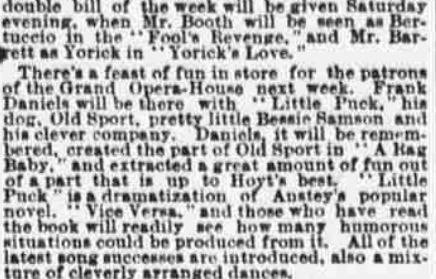 double bill of the week will be given Saturday
evening, when Mr. Booth will be seen as Ber-
tuccio in the "Fool's Revenge," and Mr. Bar-
rett as Yorick in "Yorick's Love."
There's a feast of fun in store for the patrons
of the Grand Opera-House next week. Frank
Daniels will be there with "Little Puck," his
dog, Old Sport, pretty little Bessie Samson and
his clever company. Daniels, it will be remem-
bered, created the part of Old Sport in "A Rag
Baby," and extracted a great amount of fun out
of a part that is up to Hoyt's best. "Little
Puck" is a dramatization of Anstey's popular
novel. "Vice Versa," and those who have read
the book will readily see how many humorous
situations could be produced from it. All of the
latest song successes are introduced, also a mix-
ture of cleverly arranged dances.